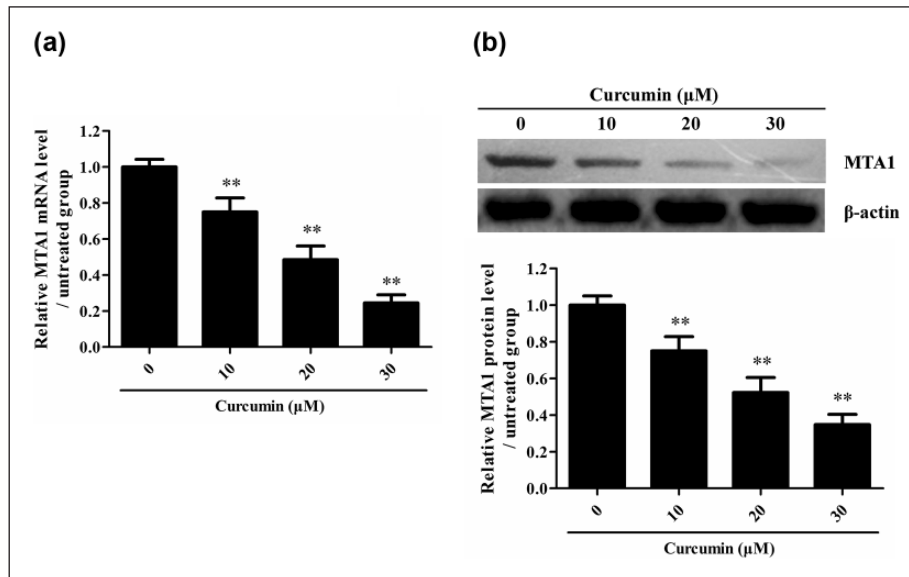 (a)
Relative MTA1 mRNA level
/ untreated group
1.2
1.0
0.8
0.6
0.4
0.2
0.0
**
**
**
0
10
20
30
Curcumin (μM)
(b)
Curcumin (μM)
0 10 20 30
MTA1
β-actin
Relative MTA1 protein level
/ untreated group
1.2
1.0
0.8
0.6
0.4
0.2
0.0
**
**
**
0
10
20
30
Curcumin (μM)